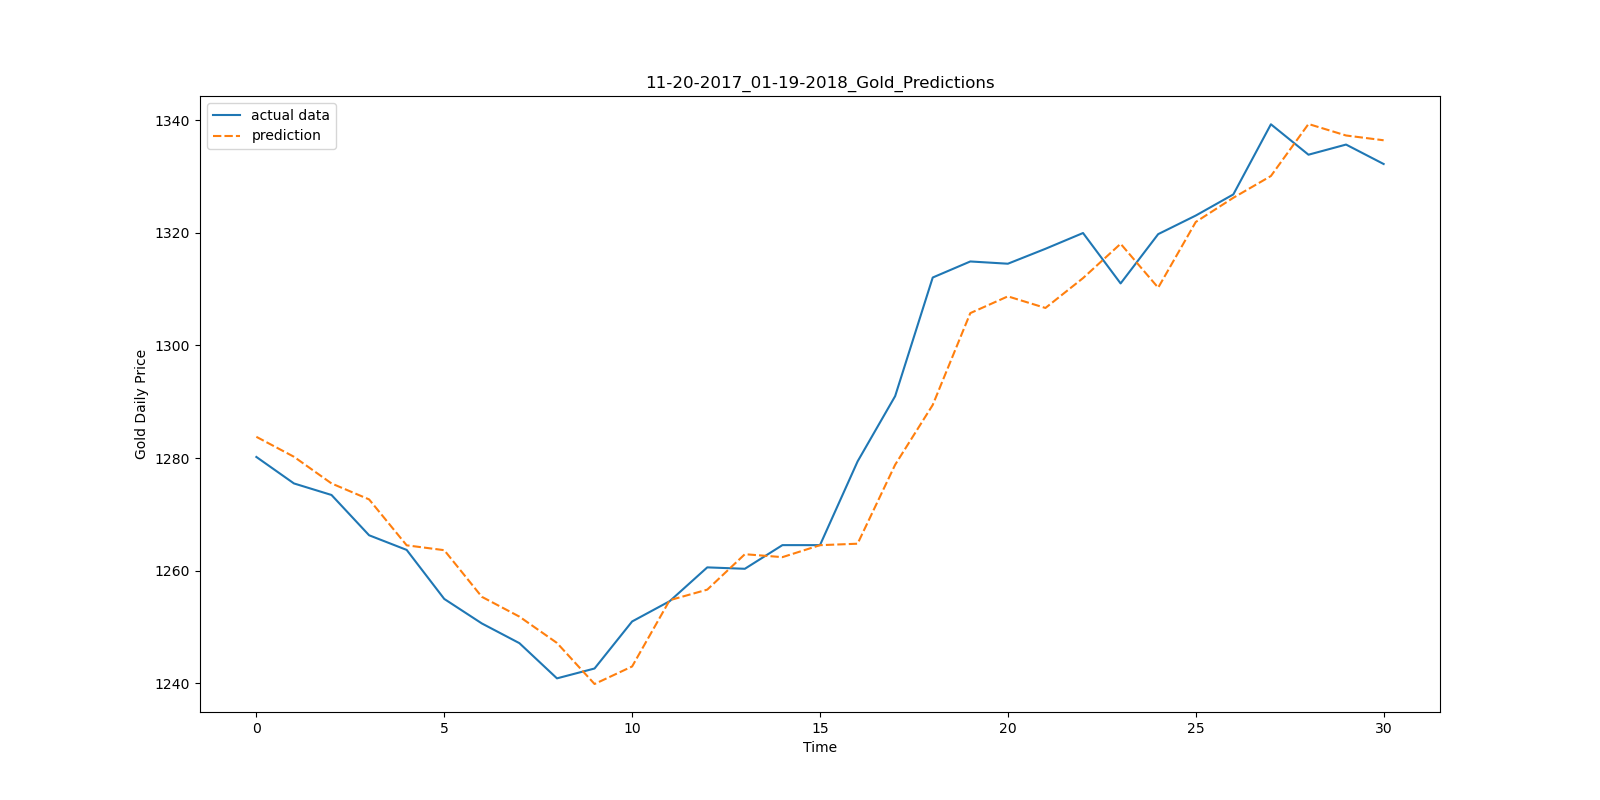 11-20-2017_01-19-2018_Gold_Predictions
actual data
prediction
1340
1320
1300
1280
1260
1240
Gold Daily Price
0 5 10 15 20 25 30
Time